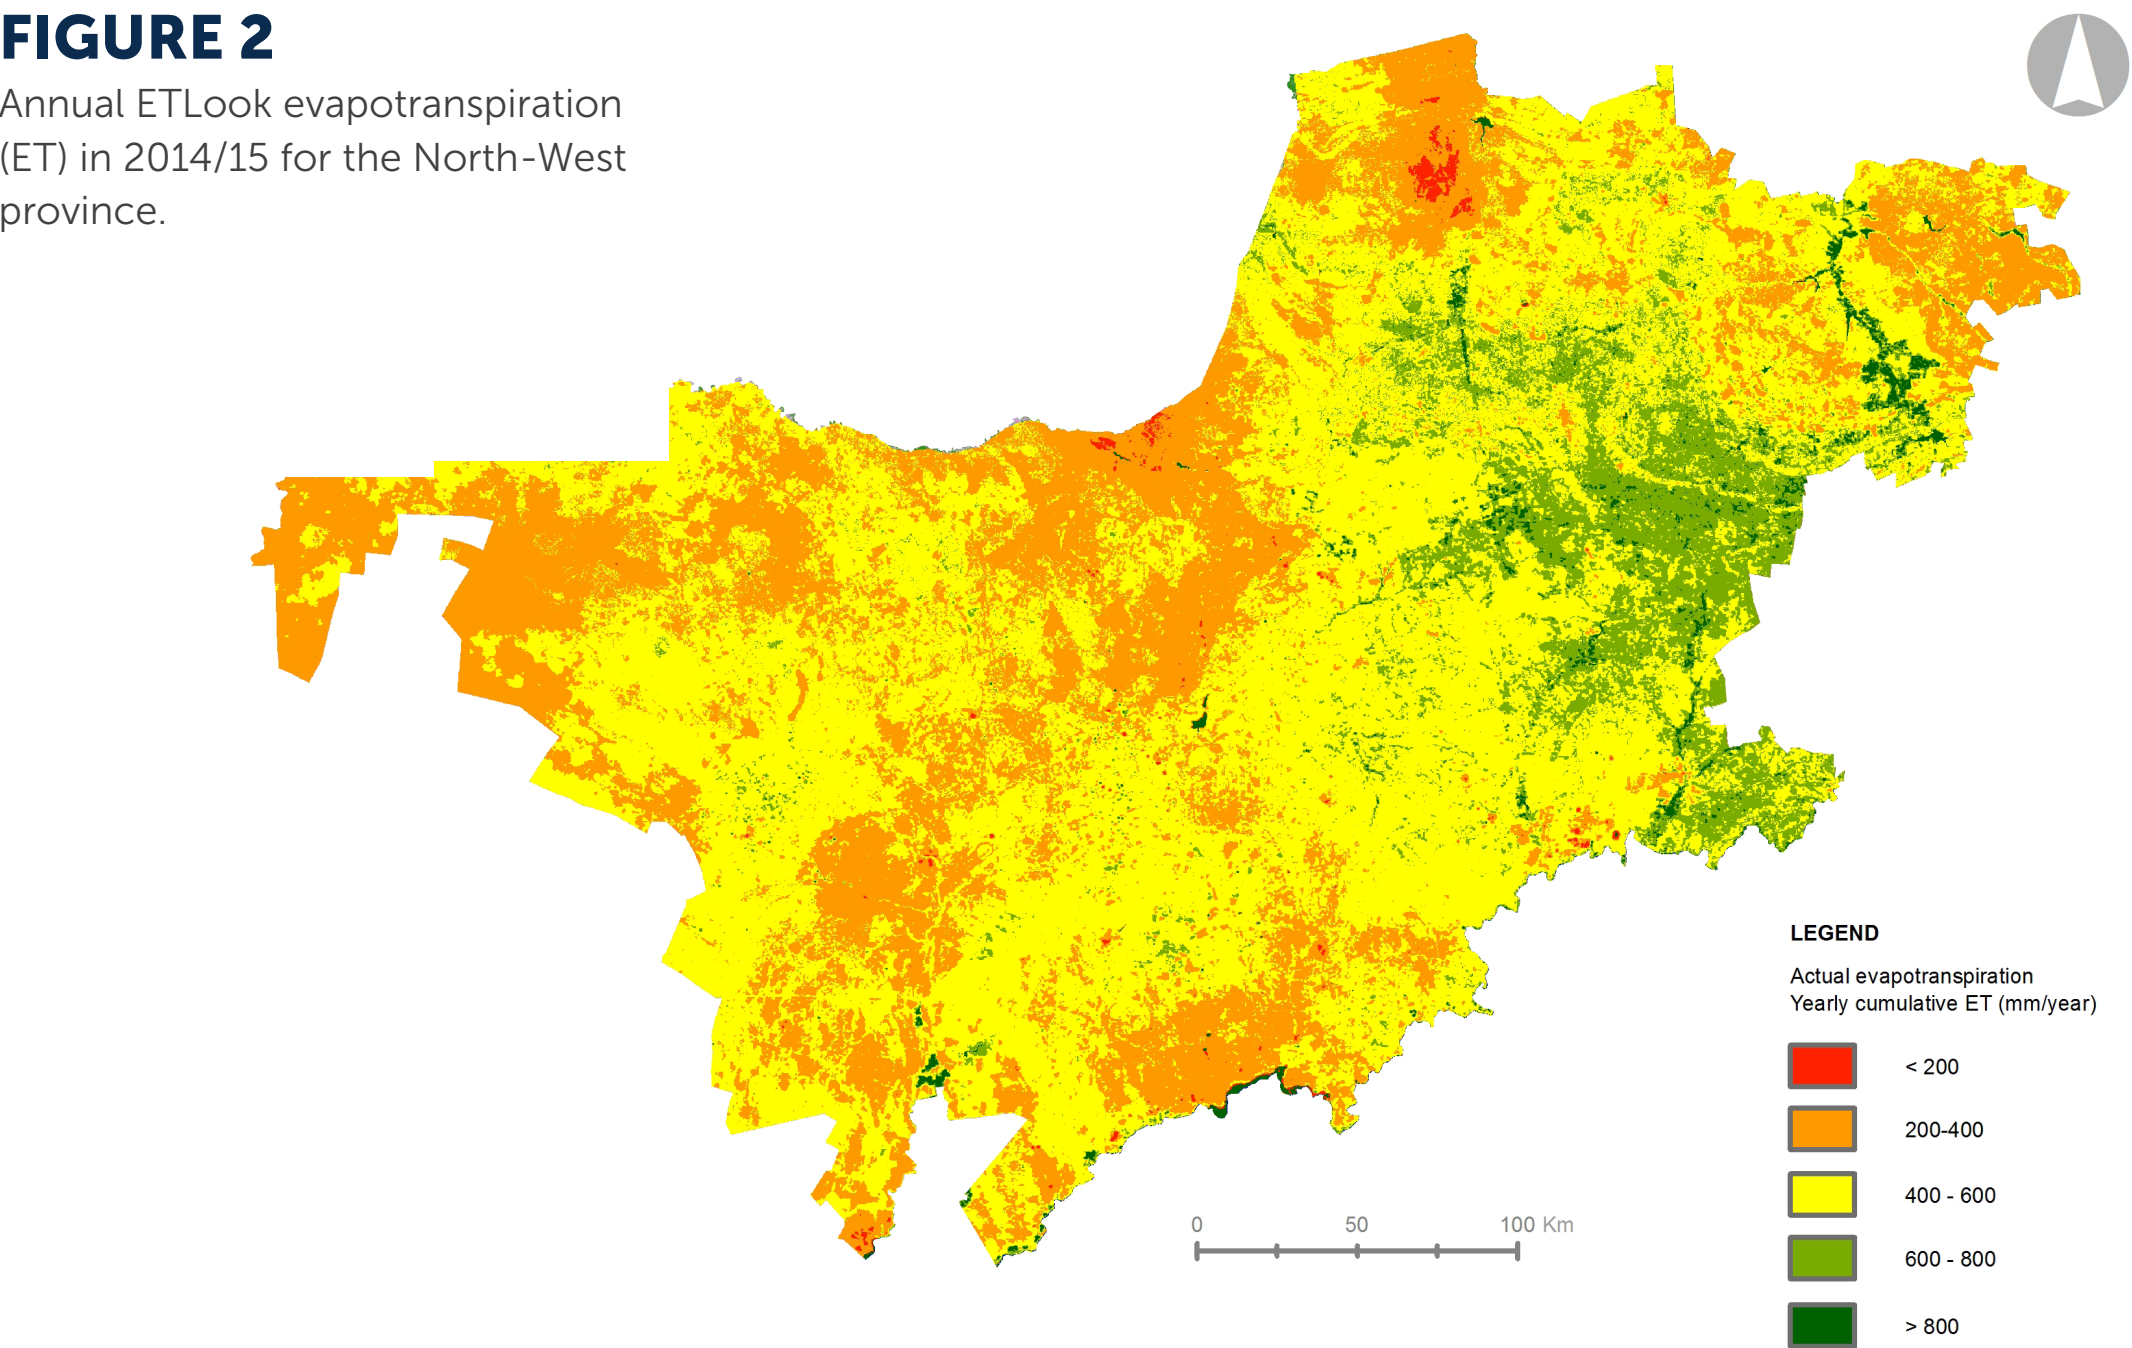 FIGURE 2
Annual ETLook evapotranspiration
(ET) in 2014/15 for the North-West
province.
LEGEND
Actual evapotranspiration
Yearly cumulative ET (mm/year)
< 200
200-400
400 - 600
600 - 800
> 800
0 50 100 Km